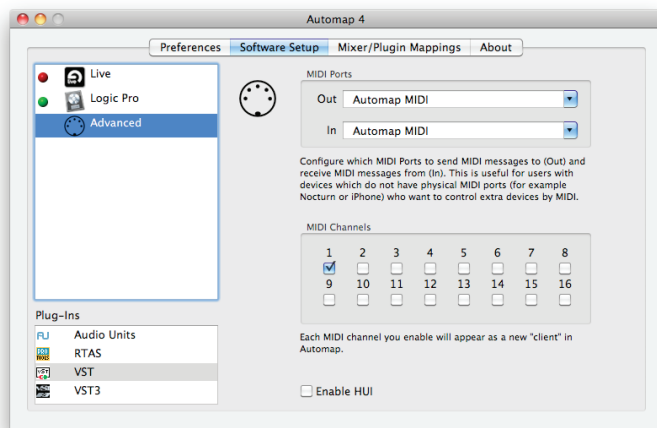 Automap 4
Preferences Software Setup Mixer/Plugin Mappings About
Live
Logic Pro
Advanced
MIDI Ports
Out Automap MIDI
In Automap MIDI
Configure which MIDI Ports to send MIDI messages to (Out) and
receive MIDI messages from (In). This is useful for users with
devices which do not have physical MIDI ports (for example
Nocturn or iPhone) who want to control extra devices by MIDI.
MIDI Channels
1 2 3 4 5 6 7 8
9 10 11 12 13 14 15 16
Each MIDI channel you enable will appear as a new "client" in
Automap.
Enable HUI
Plug-Ins
Audio Units
RTAS
VST
VST3